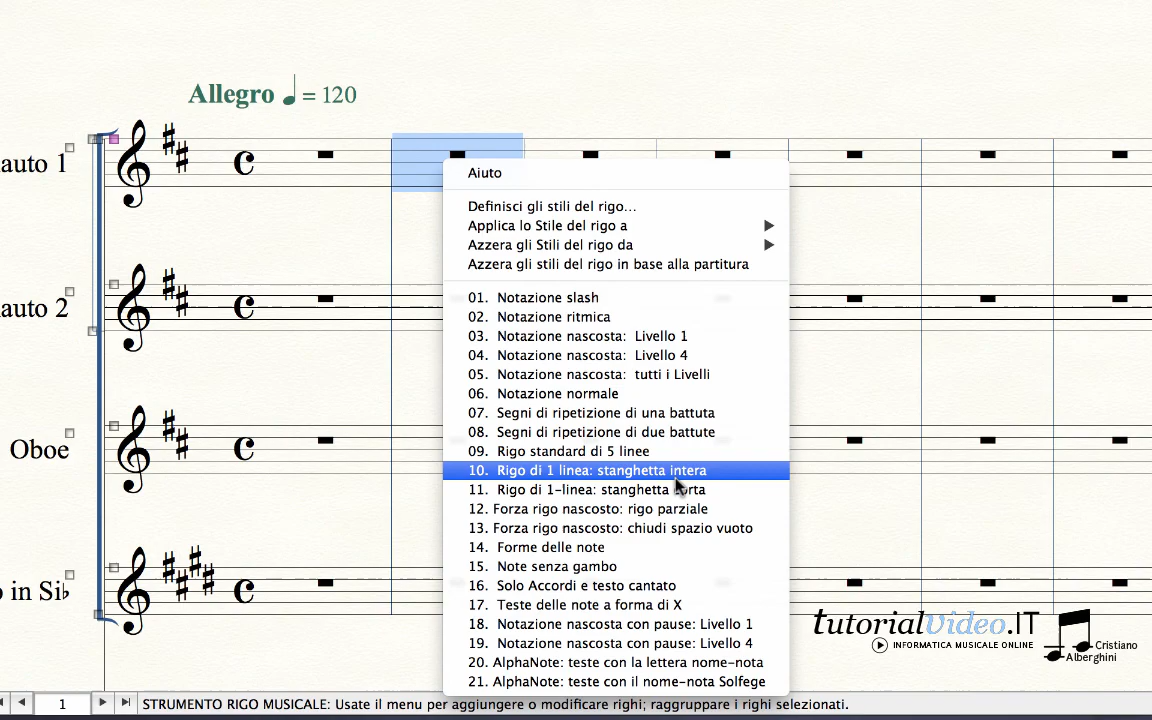 Allegro = 120
auto 1
Aiuto
Definisci gli stili del rigo...
Applica lo Stile del rigo a
Azzera gli Stili del rigo da
Azzera gli stili del rigo in base alla partitura
auto 2
01. Notazione slash
02. Notazione ritmica
03. Notazione nascosta: Livello 1
04. Notazione nascosta: Livello 4
05. Notazione nascosta: tutti i Livelli
06. Notazione normale
07. Segni di ripetizione di una battuta
08. Segni di ripetizione di due battute
Oboe
09. Rigo standard di 5 linee
10. Rigo di 1 linea: stanghetta intera
11. Rigo di 1-linea: stanghetta corta
12. Forza rigo nascosto: rigo parziale
13. Forza rigo nascosto: chiudi spazio vuoto
14. Forme delle note
15. Note senza gambo
16. Solo Accordi e testo cantato
o in Si♭
17. Teste delle note a forma di X
18. Notazione nascosta con pause: Livello 1
19. Notazione nascosta con pause: Livello 4
20. AlphaNote: teste con la lettera nome-nota
21. AlphaNote: teste con il nome-nota Solfege
tutorialVideo.IT
INFORMATICA MUSICALE ONLINE
Cristiano
Alberghini
1
STRUMENTO RIGO MUSICALE: Usate il menu per aggiungere o modificare righi; raggruppare i righi selezionati.